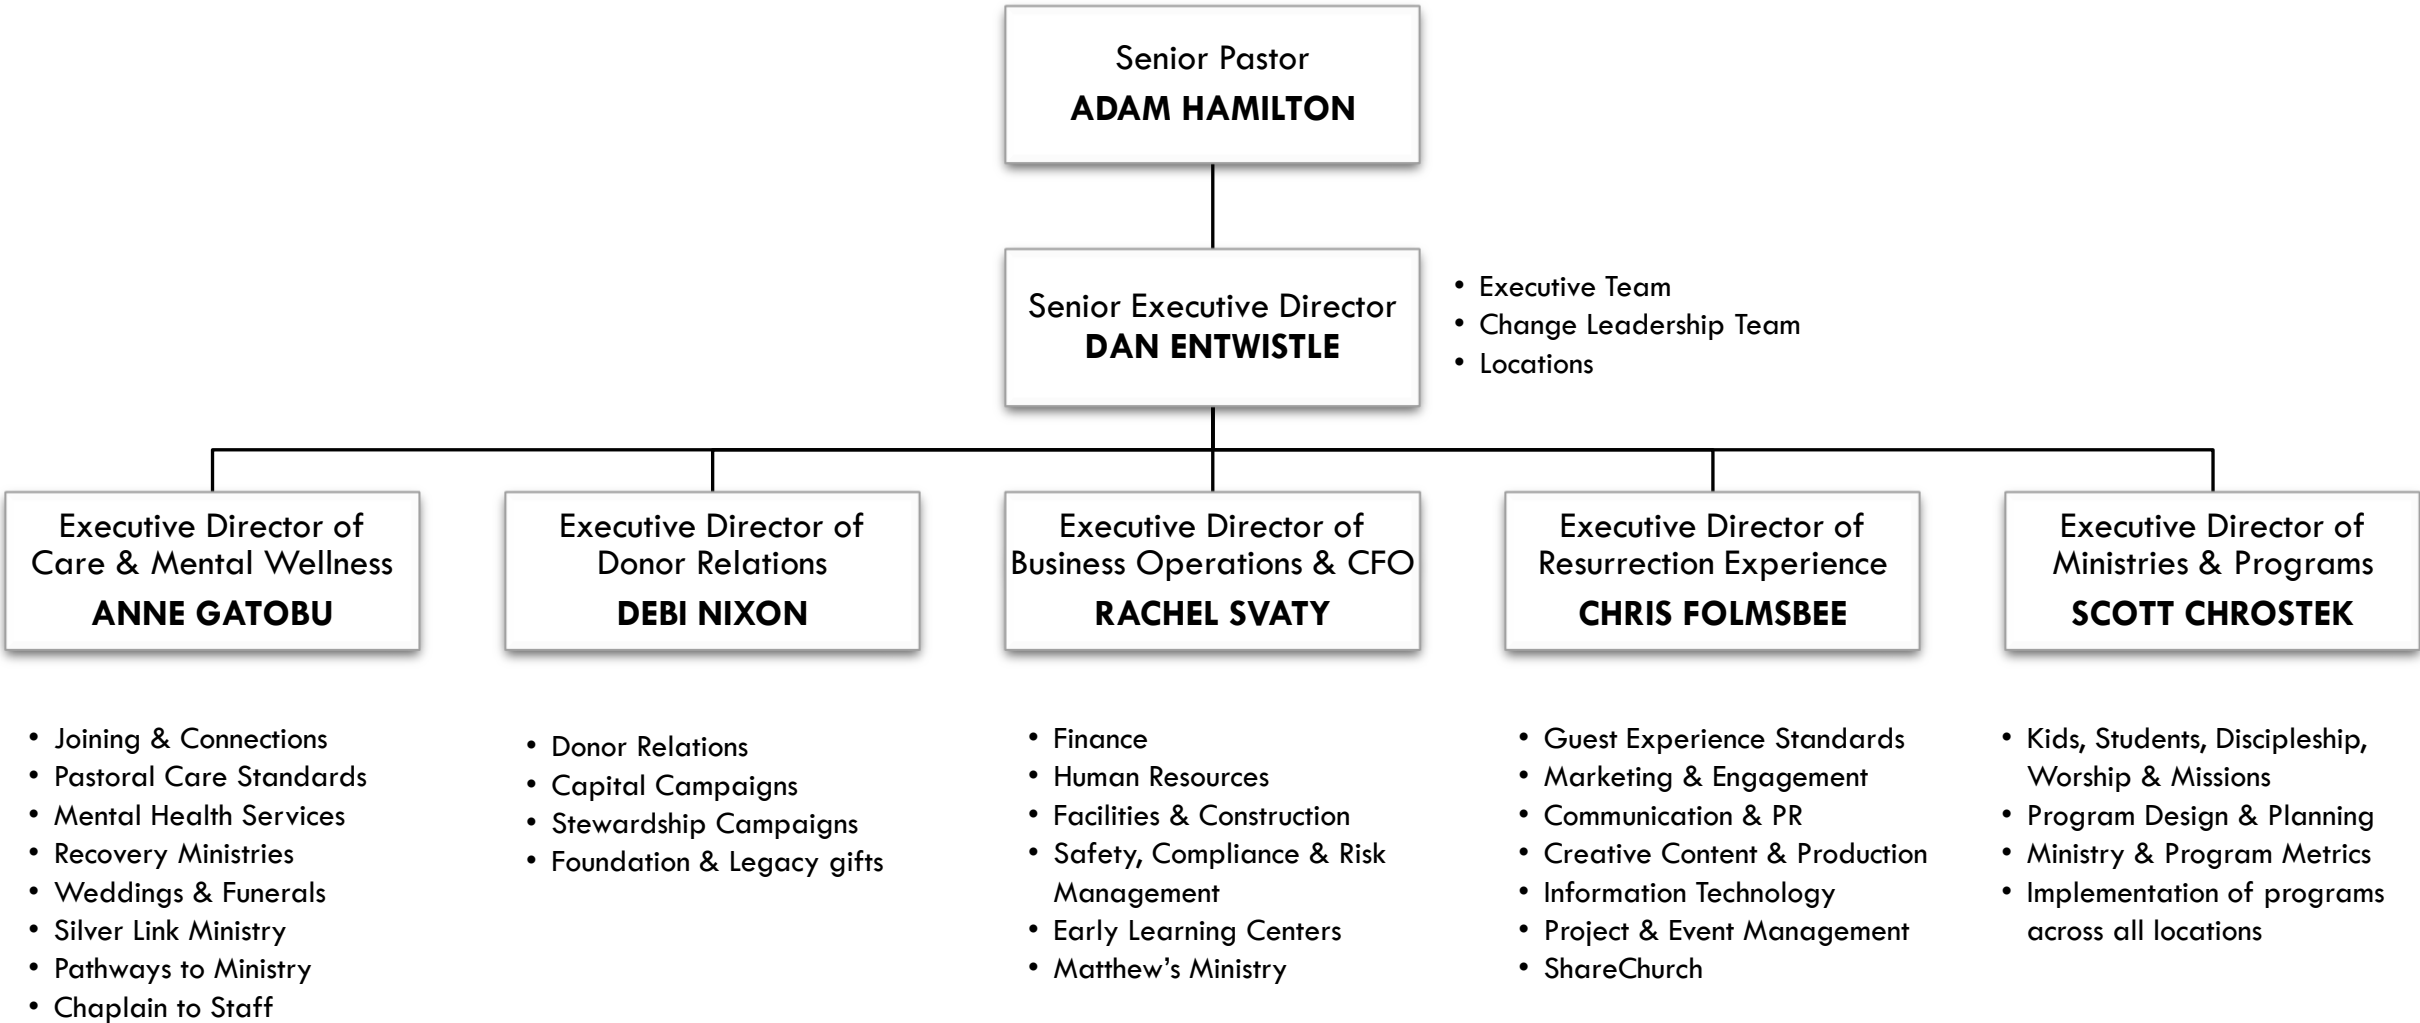 Senior Pastor
ADAM HAMILTON
Senior Executive Director
DAN ENTWISTLE
• Executive Team
• Change Leadership Team
• Locations
Executive Director of
Care & Mental Wellness
ANNE GATOBU
Executive Director of
Donor Relations
DEBI NIXON
Executive Director of
Business Operations & CFO
RACHEL SVATY
Executive Director of
Resurrection Experience
CHRIS FOLMSBEE
Executive Director of
Ministries & Programs
SCOTT CHROSTEK
• Joining & Connections
• Pastoral Care Standards
• Mental Health Services
• Recovery Ministries
• Weddings & Funerals
• Silver Link Ministry
• Pathways to Ministry
• Chaplain to Staff
• Donor Relations
• Capital Campaigns
• Stewardship Campaigns
• Foundation & Legacy gifts
• Finance
• Human Resources
• Facilities & Construction
• Safety, Compliance & Risk
Management
• Early Learning Centers
• Matthew’s Ministry
• Guest Experience Standards
• Marketing & Engagement
• Communication & PR
• Creative Content & Production
• Information Technology
• Project & Event Management
• ShareChurch
• Kids, Students, Discipleship,
Worship & Missions
• Program Design & Planning
• Ministry & Program Metrics
• Implementation of programs
across all locations